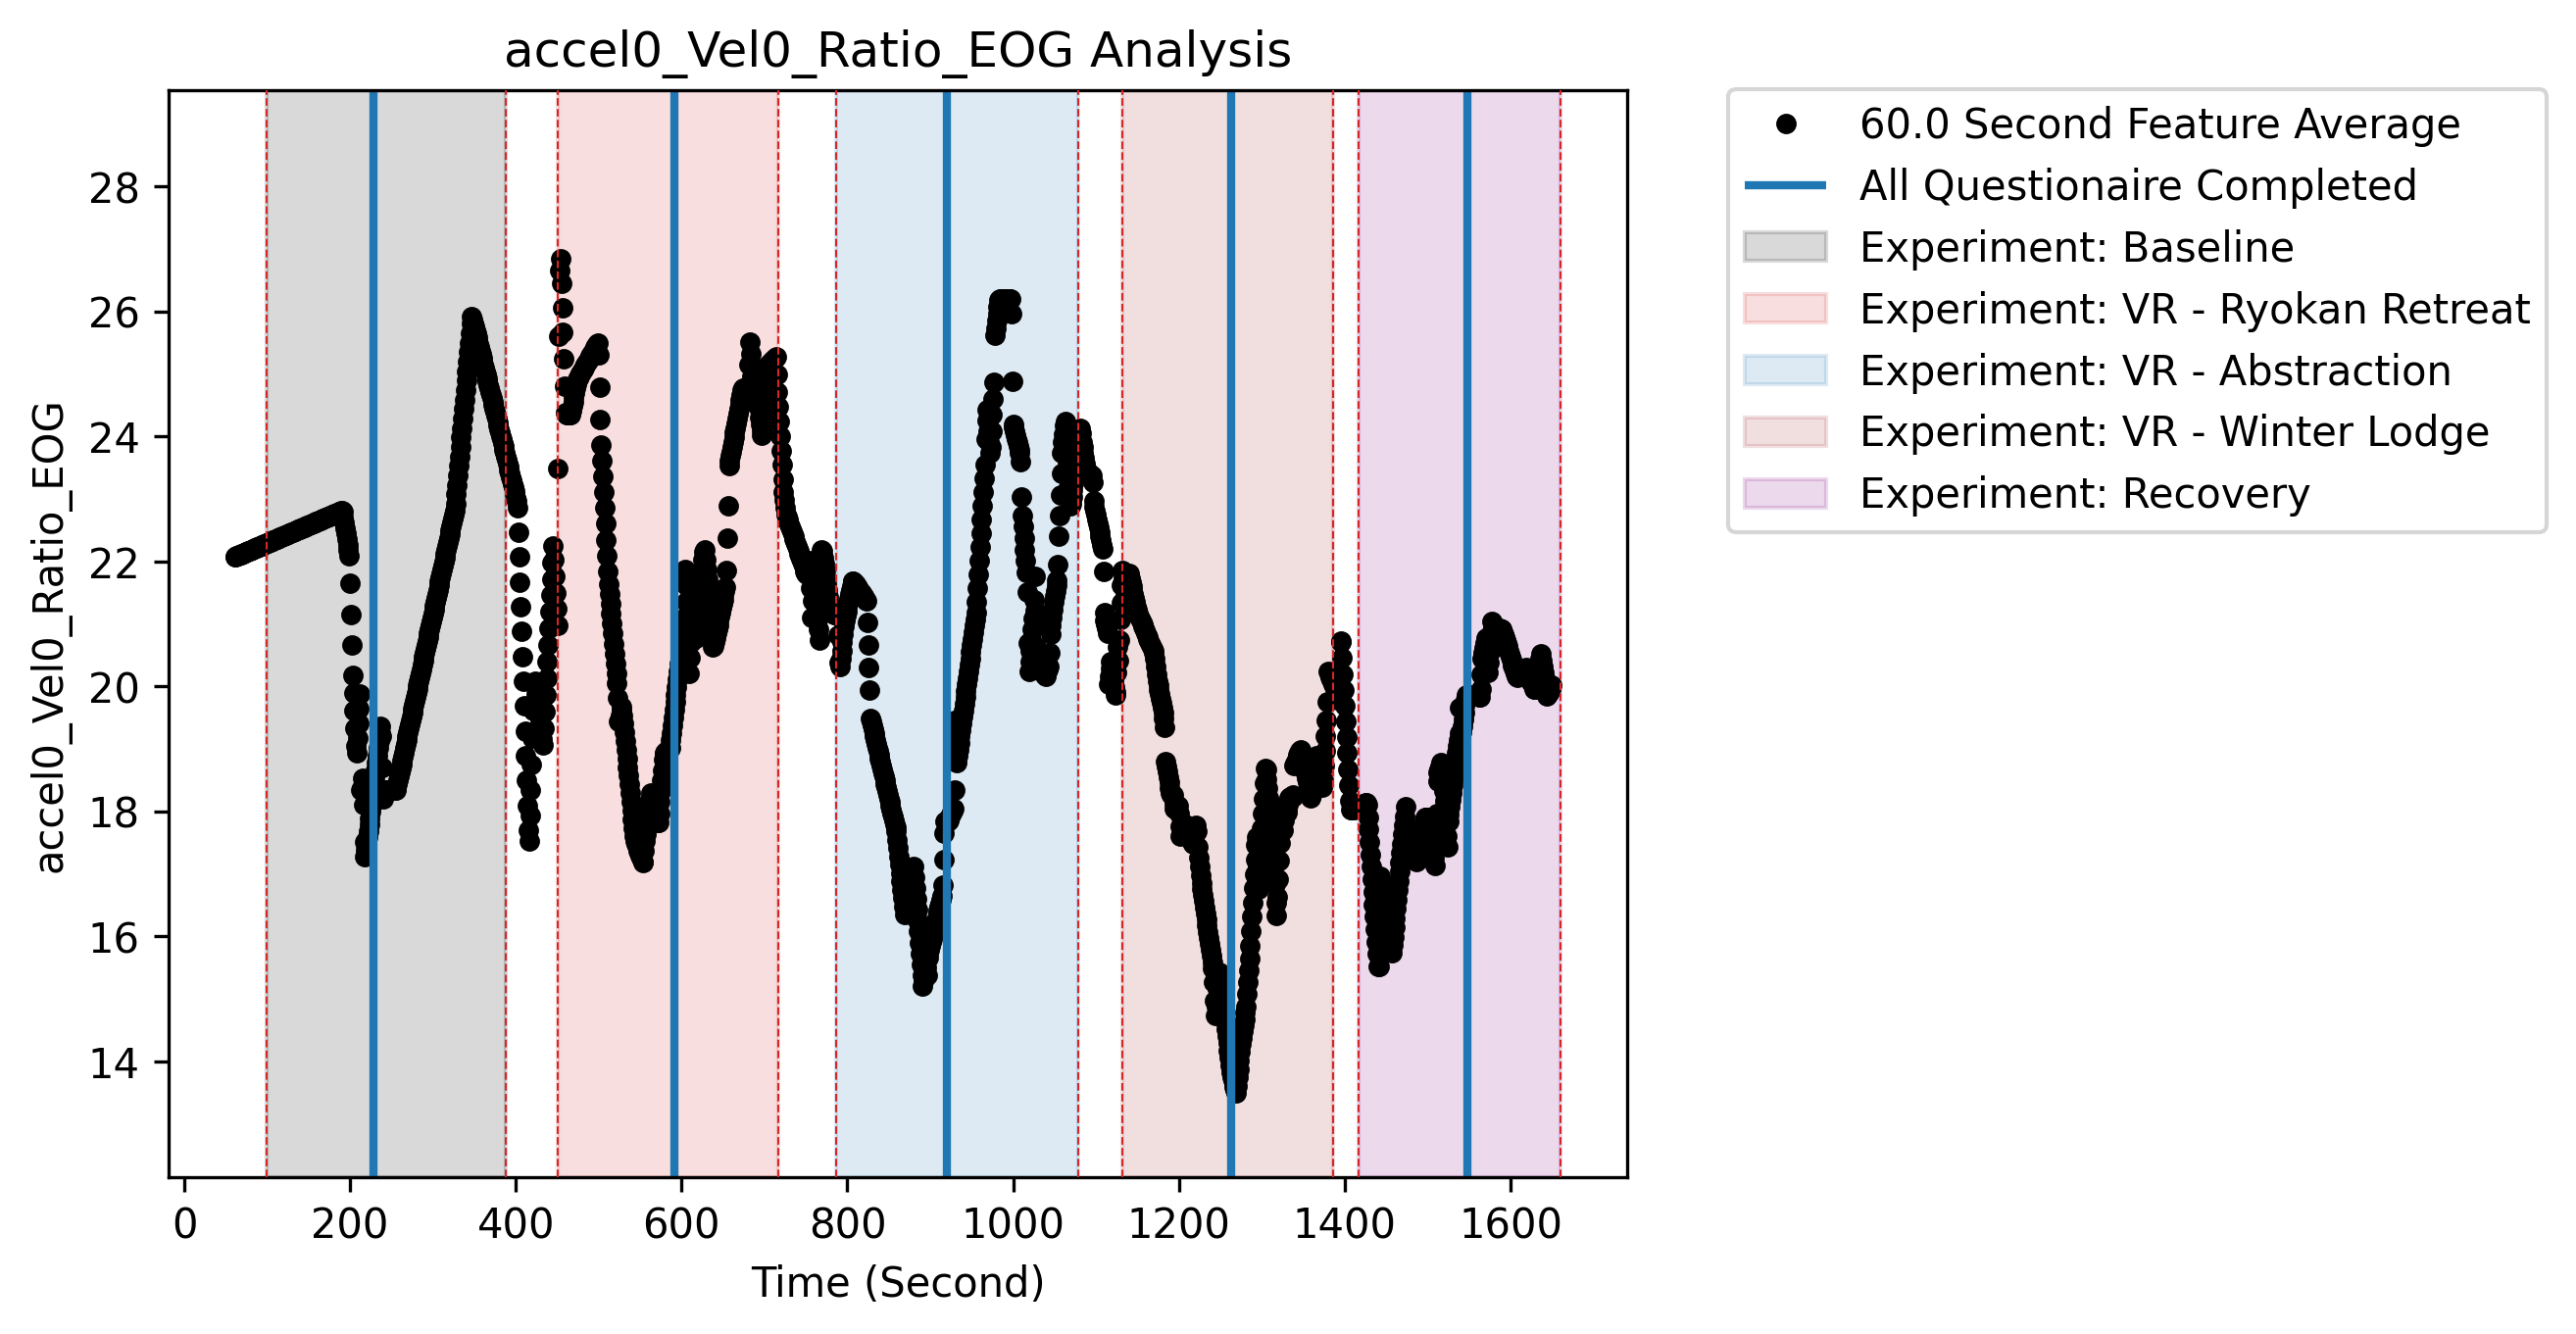 accel0_Vel0_Ratio_EOG Analysis
accel0_Vel0_Ratio_EOG
28
26
24
22
20
18
16
14
0 200 400 600 800 1000 1200 1400 1600
Time (Second)
60.0 Second Feature Average
All Questionaire Completed
Experiment: Baseline
Experiment: VR - Ryokan Retreat
Experiment: VR - Abstraction
Experiment: VR - Winter Lodge
Experiment: Recovery